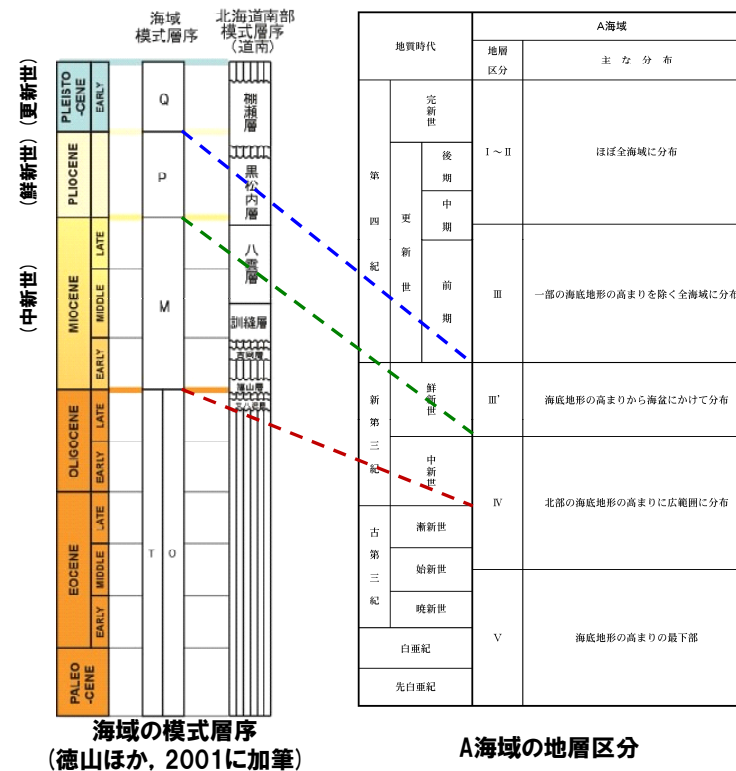 海域
模式層序
北海道南部
模式層序
(道南)
(更新世)
(鮮新世)
(中新世)
PLEISTO
-CENE
EARLY
PLIOCENE
MIOCENE
LATE
MIDDLE
EARLY
OLIGOCENE
LATE
EARLY
EOCENE
LATE
MIDDLE
EARLY
PALEO
-CENE
Q
P
M
T O
棚瀬層
黒松内層
八雲層
訓縫層
福山層
海域の模式層序
(徳山ほか, 2001に加筆)
地質時代
A海域
地層
区分
主な分布
第四紀
完新世
更新世
後期
中期
前期
新第三紀
鮮新世
中新世
古第三紀
漸新世
始新世
暁新世
白亜紀
先白亜紀
Ⅰ～Ⅱ
ほぼ全海域に分布
Ⅲ
一部の海底地形の高まりを除く全海域に分布
Ⅲ'
海底地形の高まりから海盆にかけて分布
Ⅳ
北部の海底地形の高まりに広範囲に分布
Ⅴ
海底地形の高まりの最下部
A海域の地層区分